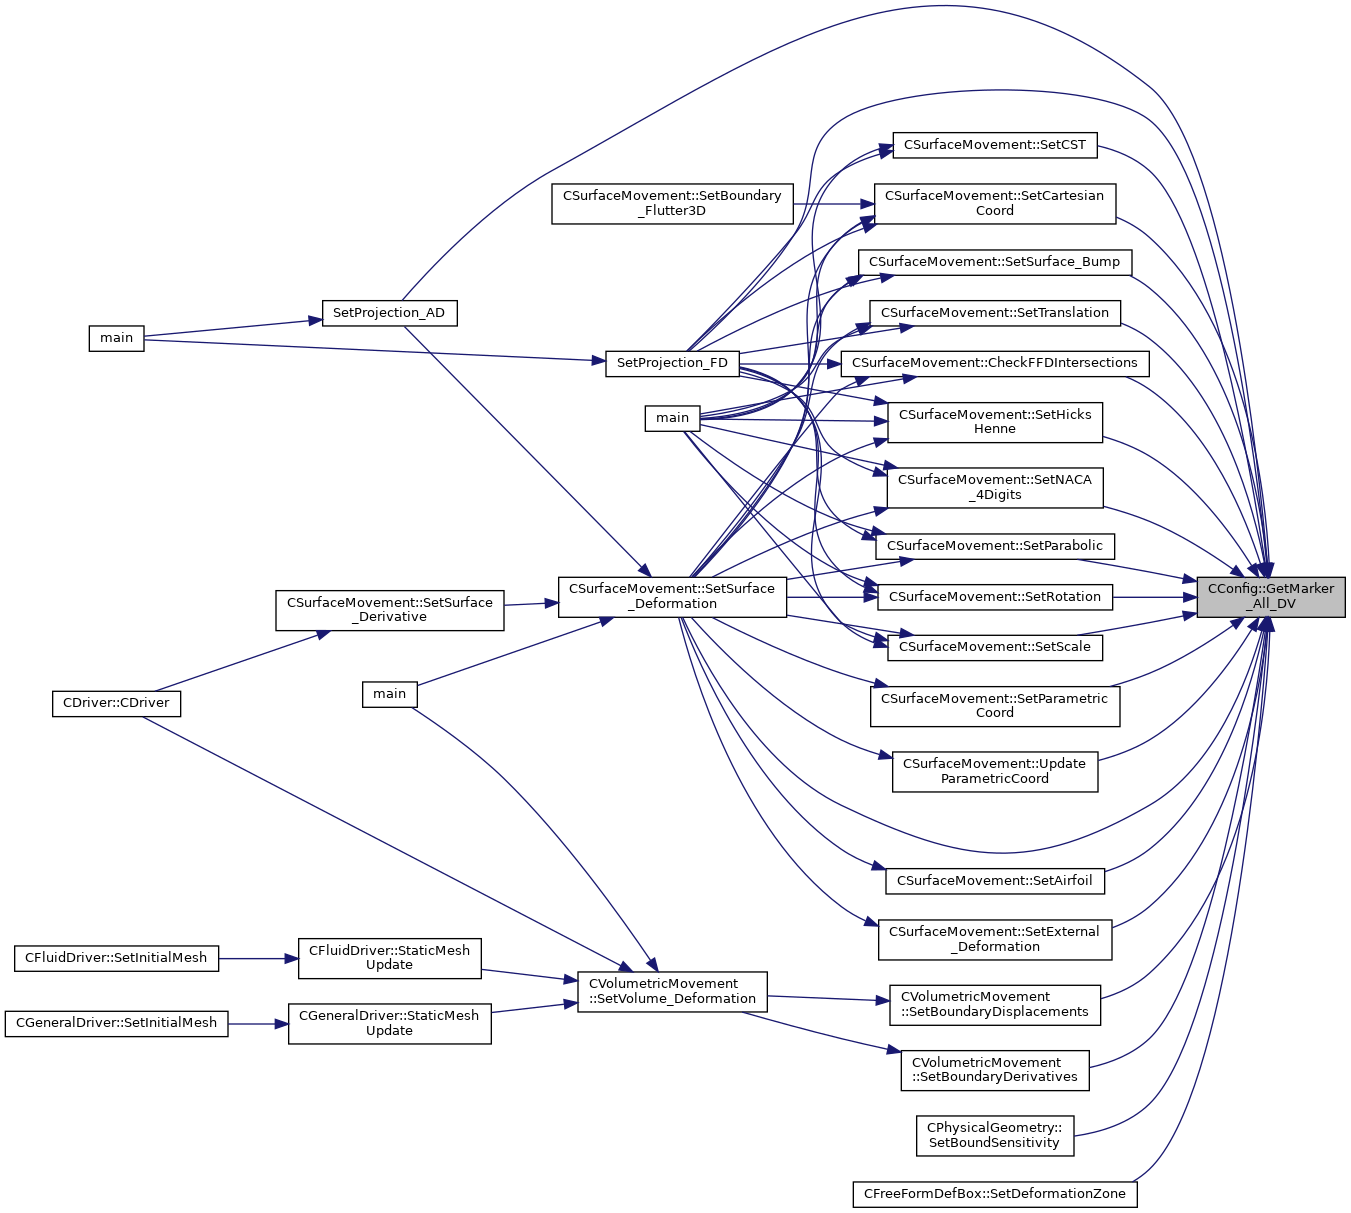 CSurfaceMovement::SetCST
CSurfaceMovement::SetBoundary
_Flutter3D
CSurfaceMovement::SetCartesian
Coord
CSurfaceMovement::SetSurface_Bump
SetProjection_AD
CSurfaceMovement::SetTranslation
main
SetProjection_FD
CSurfaceMovement::CheckFFDIntersections
main
CSurfaceMovement::SetHicks
Henne
CSurfaceMovement::SetNACA
_4Digits
CSurfaceMovement::SetParabolic
CSurfaceMovement::SetSurface
_Derivative
CSurfaceMovement::SetSurface
_Deformation
CSurfaceMovement::SetRotation
CConfig::GetMarker
_All_DV
CSurfaceMovement::SetScale
CDriver::CDriver
main
CSurfaceMovement::SetParametric
Coord
CSurfaceMovement::Update
ParametricCoord
CSurfaceMovement::SetAirfoil
CSurfaceMovement::SetExternal
_Deformation
CFluidDriver::SetInitialMesh
CFluidDriver::StaticMesh
Update
CVolumetricMovement
::SetVolume_Deformation
CVolumetricMovement
::SetBoundaryDisplacements
CGeneralDriver::SetInitialMesh
CGeneralDriver::StaticMesh
Update
CVolumetricMovement
::SetBoundaryDerivatives
CPhysicalGeometry::
SetBoundSensitivity
CFreeFormDefBox::SetDeformationZone